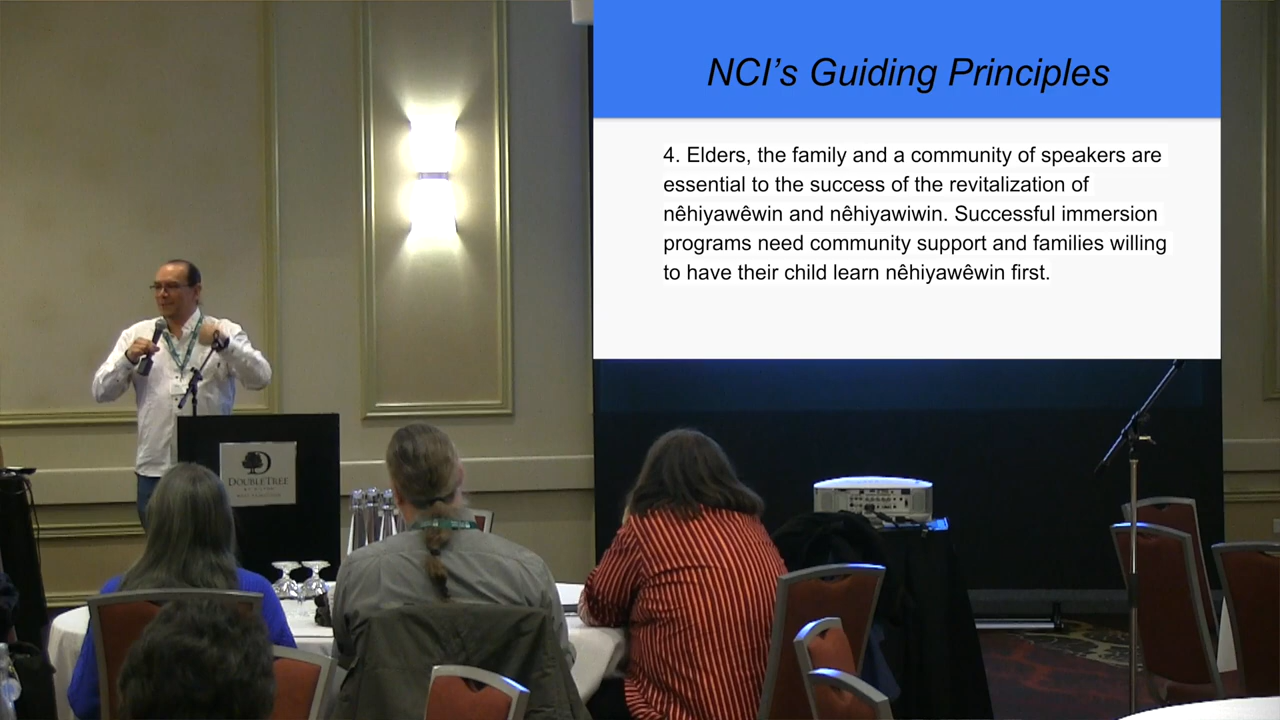 NCI's Guiding Principles
4. Elders, the family and a community of speakers are
essential to the success of the revitalization of
nêhiyawêwin and nêhiyawiwin. Successful immersion
programs need community support and families willing
to have their child learn nêhiyawêwin first.
D
DOUBLETREE